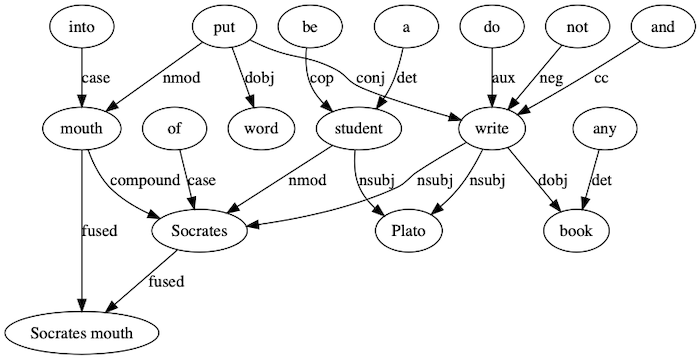 into put be a do not and
case nmod dobj cop det conj aux neg cc
mouth of word student write any
compound case nmod nsubj nsubj nsubj dobj det
fused Socrates Plato book
fused
Socrates mouth